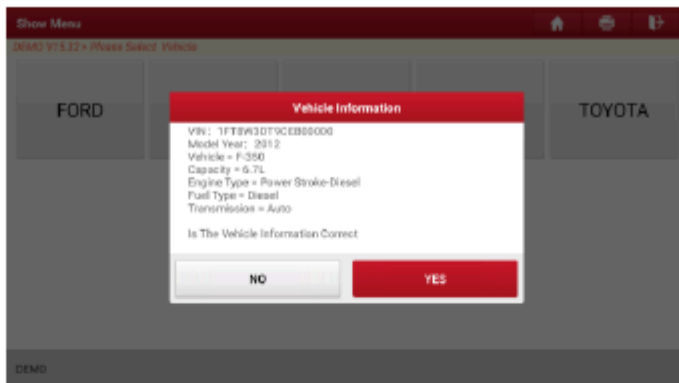 Show Menu
DEMO V15.32 > Please Select Vehicle
FORD
TOYOTA
Vehicle Information
VIN: 1FT8W3DT9CEB00000
Model Year: 2012
Vehicle = F-350
Capacity = 6.7L
Engine Type = Power Stroke-Diesel
Fuel Type = Diesel
Transmission = Auto
Is The Vehicle Information Correct
NO
YES
DEMO